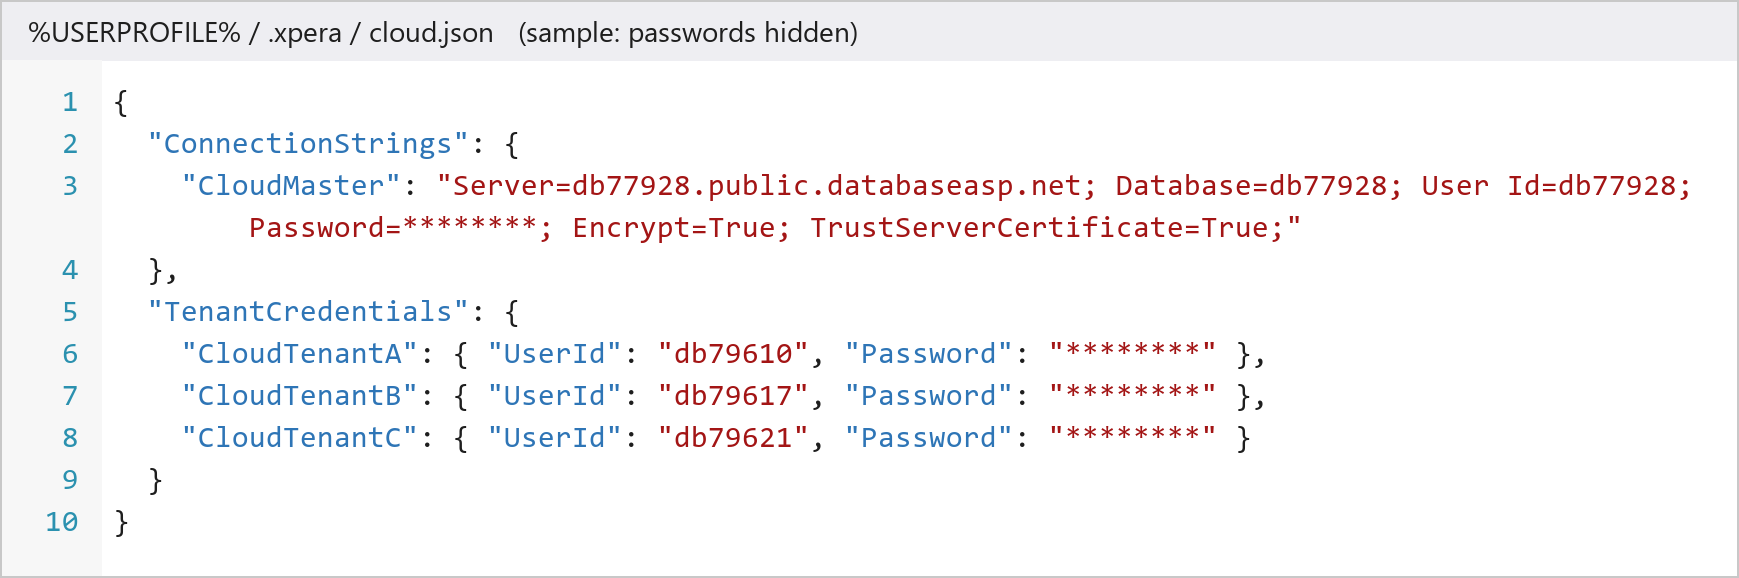 %USERPROFILE% / .xpera / cloud.json (sample: passwords hidden)
1 {
2 "ConnectionStrings": {
3 "CloudMaster": "Server=db77928.public.databaseasp.net; Database=db77928; User Id=db77928;
Password=********; Encrypt=True; TrustServerCertificate=True;"
4 },
5 "TenantCredentials": {
6 "CloudTenantA": { "UserId": "db79610", "Password": "********" },
7 "CloudTenantB": { "UserId": "db79617", "Password": "********" },
8 "CloudTenantC": { "UserId": "db79621", "Password": "********" }
9 }
10 }